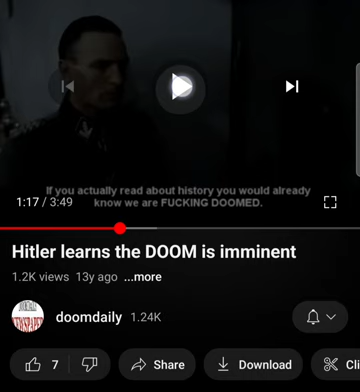 If you actually read about history you would already
know we are FUCKING DOOMED.
1:17 / 3:49
Hitler learns the DOOM is imminent
1.2K views 13y ago ...more
doomdaily 1.24K
7 Share Download Cli